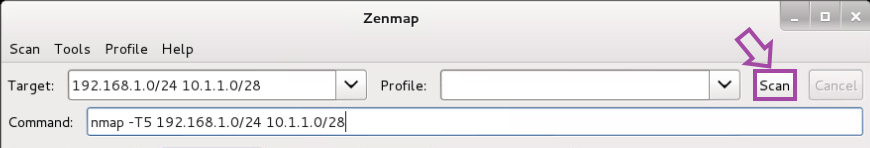 Zenmap
Scan Tools Profile Help
Target: 192.168.1.0/24 10.1.1.0/28 Profile: Scan Cancel
Command: nmap -T5 192.168.1.0/24 10.1.1.0/28